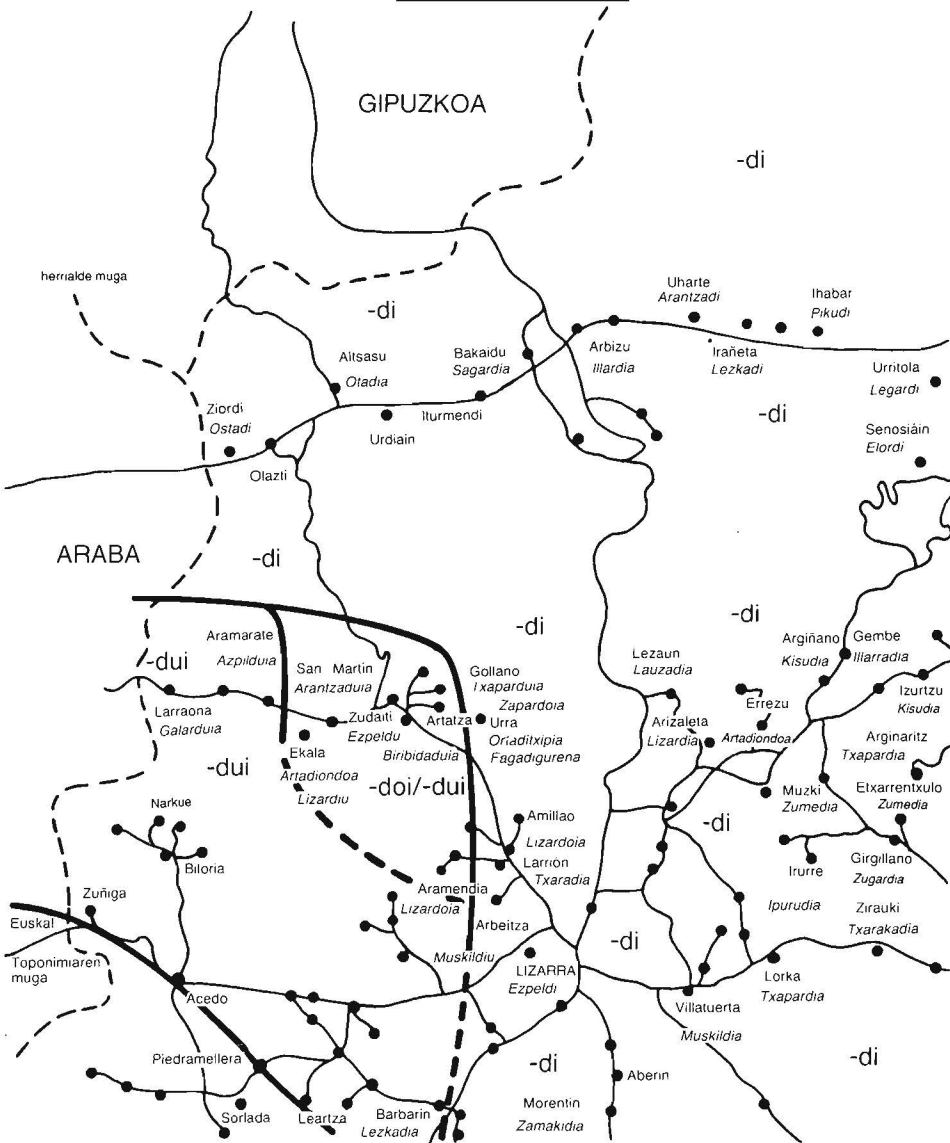 GIPUZKOA
-di
herrialde muga
-di
Uharte
Arantzadi
Ihabar
Pikudi
Altsasu
Otadia
Bakaidu
Sagardia
Arbizu
Illardia
Irañeta
Lezkadi
Urritola
Legardi
Ziordi
Ostadi
Iturmendi
Urdiain
-di
Senosiáin
Elordi
Olazti
ARABA
-di
-di
-di
Aramarate
Azpilduia
-dui
San Martin
Arantzaduia
Gollano
Ixaparduia
Zapardoia
Lezaun
Lauzadia
Argiñano
Kisudia
Gembe
Illarradia
Larraona
Galarduia
Zudaiti
Ezpeldu
Artatza
Urra
Errezu
Izurtzu
Kisudia
Arizaleta
Lizardia
Artadiondoa
Ekala
Artadiondoa
Lizardiu
Biribidaduia
Oriaditxipia
Fagadigurena
Arginaritz
Txapardia
-dui
-doi/-dui
Muzki
Zumedia
Etxarrentxulo
Zumedia
Narkue
Biloria
Amillao
Lizardoia
-di
Larrion
Txaradia
Irurre
Girgillano
Zugardia
Zuñiga
Aramendia
Lizardoia
Arbeitza
Ipurudia
Zirauki
Txarakadia
Euskal
Toponimiaren
muga
Muskildiu
-di
LIZARRA
Ezpeldi
Lorka
Txapardia
Acedo
Villatuerta
Muskildia
Piedramellera
-di
-di
Aberin
Sorlada
Leartza
Barbarin
Lezkadia
Morentin
Zamakidia